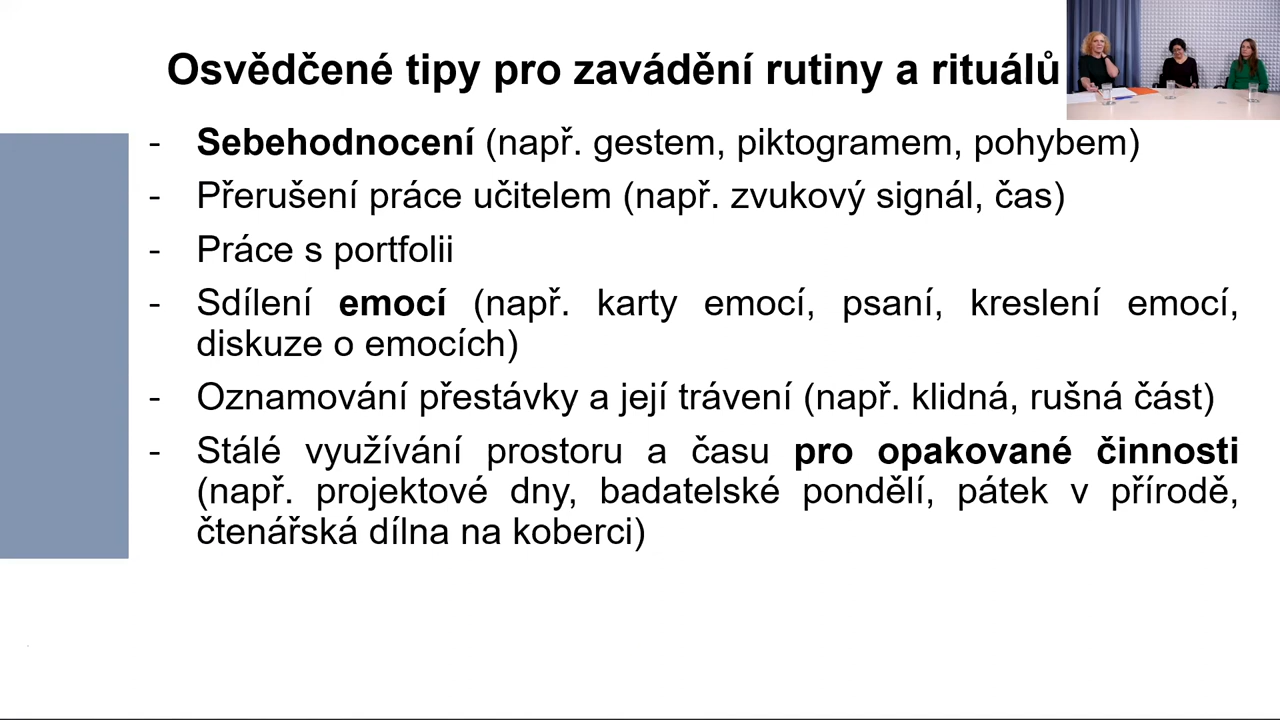 Osvědčené tipy pro zavádění rutiny a rituálů
- Sebehodnocení (např. gestem, piktogramem, pohybem)
- Přerušení práce učitelem (např. zvukový signál, čas)
- Práce s portfolii
- Sdílení emocí (např. karty emocí, psaní, kreslení emocí,
diskuze o emocích)
- Oznamování přestávky a její trávení (např. klidná, rušná část)
- Stálé využívání prostoru a času pro opakované činnosti
(např. projektové dny, badatelské pondělí, pátek v přírodě,
čtenářská dílna na koberci)